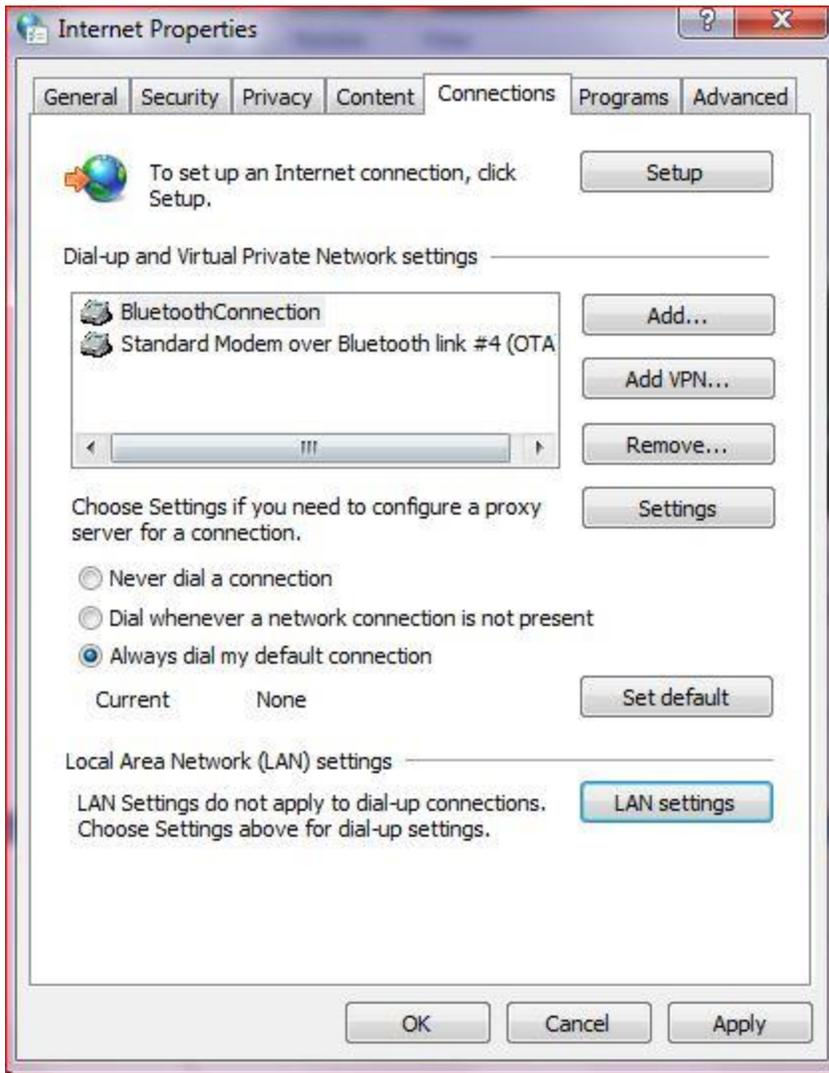 Internet Properties
General Security Privacy Content Connections Programs Advanced
To set up an Internet connection, click
Setup.
Setup
Dial-up and Virtual Private Network settings
BluetoothConnection
Standard Modem over Bluetooth link #4 (OTA
Add...
Add VPN...
Remove...
Choose Settings if you need to configure a proxy
server for a connection.
Settings
Never dial a connection
Dial whenever a network connection is not present
Always dial my default connection
Current None
Set default
Local Area Network (LAN) settings
LAN Settings do not apply to dial-up connections.
Choose Settings above for dial-up settings.
LAN settings
OK Cancel Apply